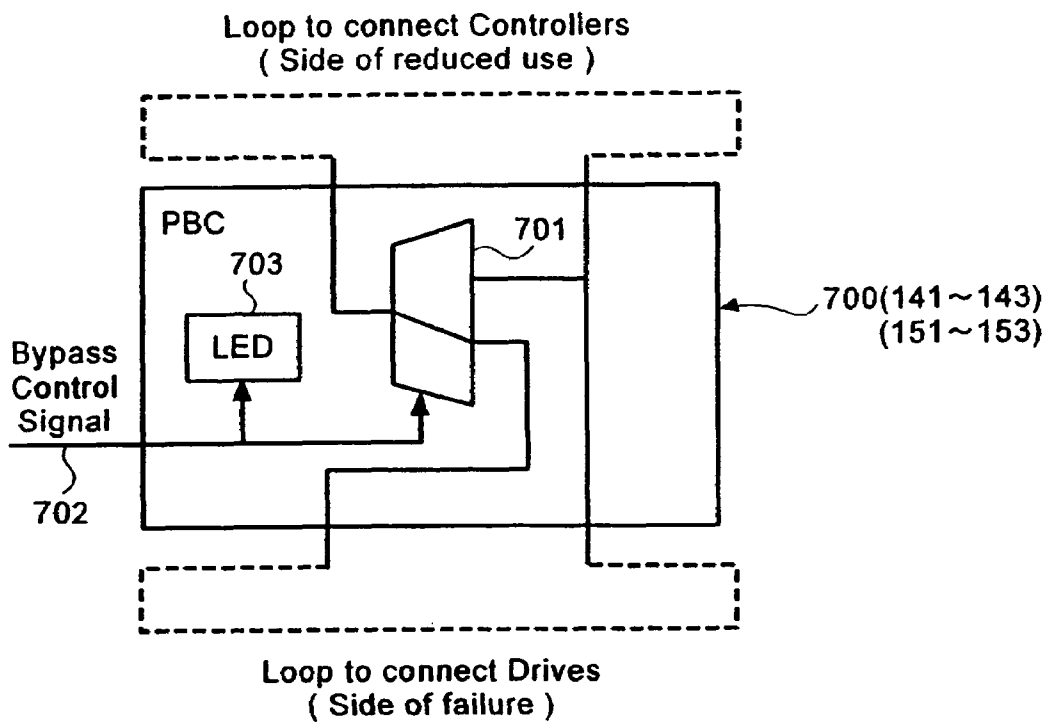 Loop to connect Controllers
( Side of reduced use )
PBC
701
703
LED
700(141~143)
(151~153)
Bypass
Control
Signal
702
Loop to connect Drives
( Side of failure )